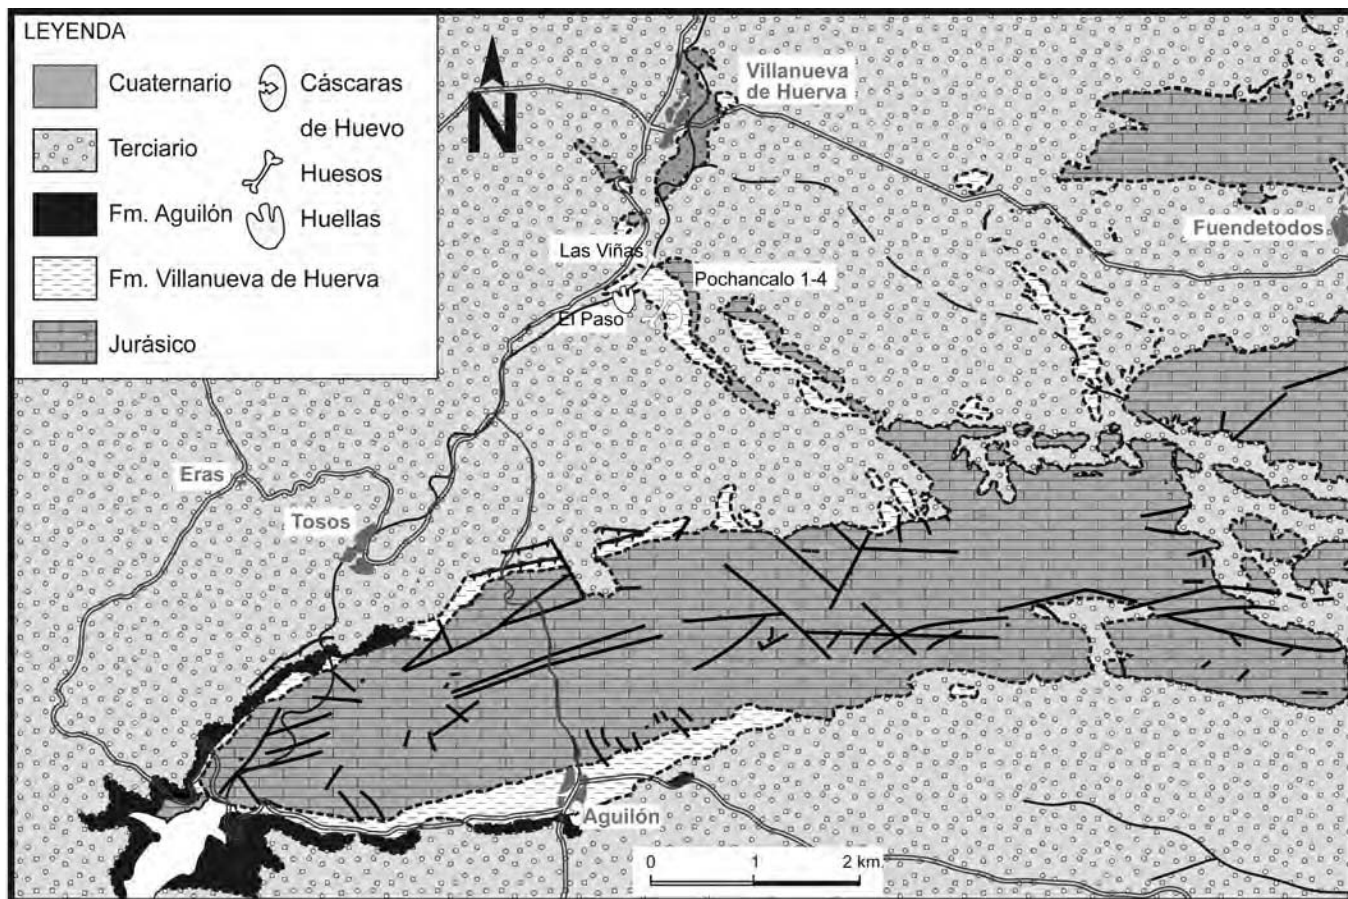 LEYENDA
Cuaternario
Terciario
Fm. Aguilón
Fm. Villanueva de Huerva
Jurásico
Cáscaras
de Huevo
Huesos
Huellas
N
Villanueva
de Huerva
Fuendetodos
Las Viñas
Pochancalo 1-4
El Paso
Eras
Tosos
Aguilón
0 1 2 km.